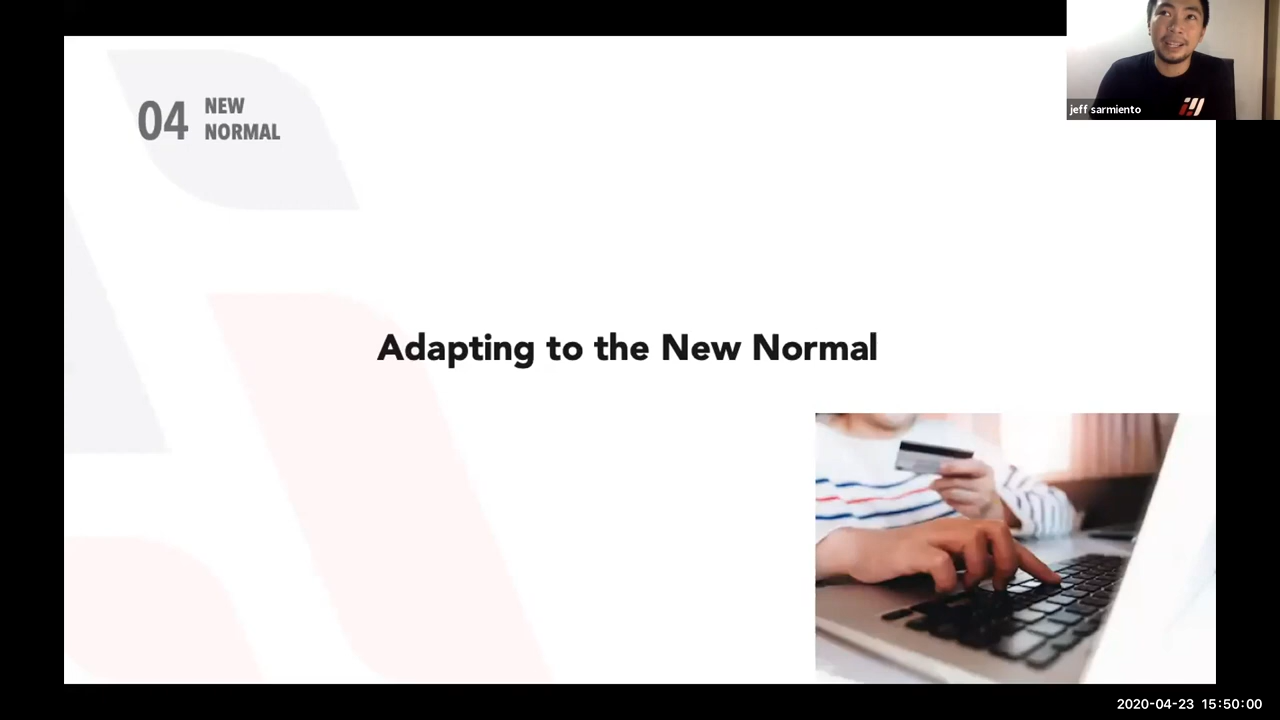 04
NEW
NORMAL
jeff sarmiento
Adapting to the New Normal
2020-04-23 15:50:00